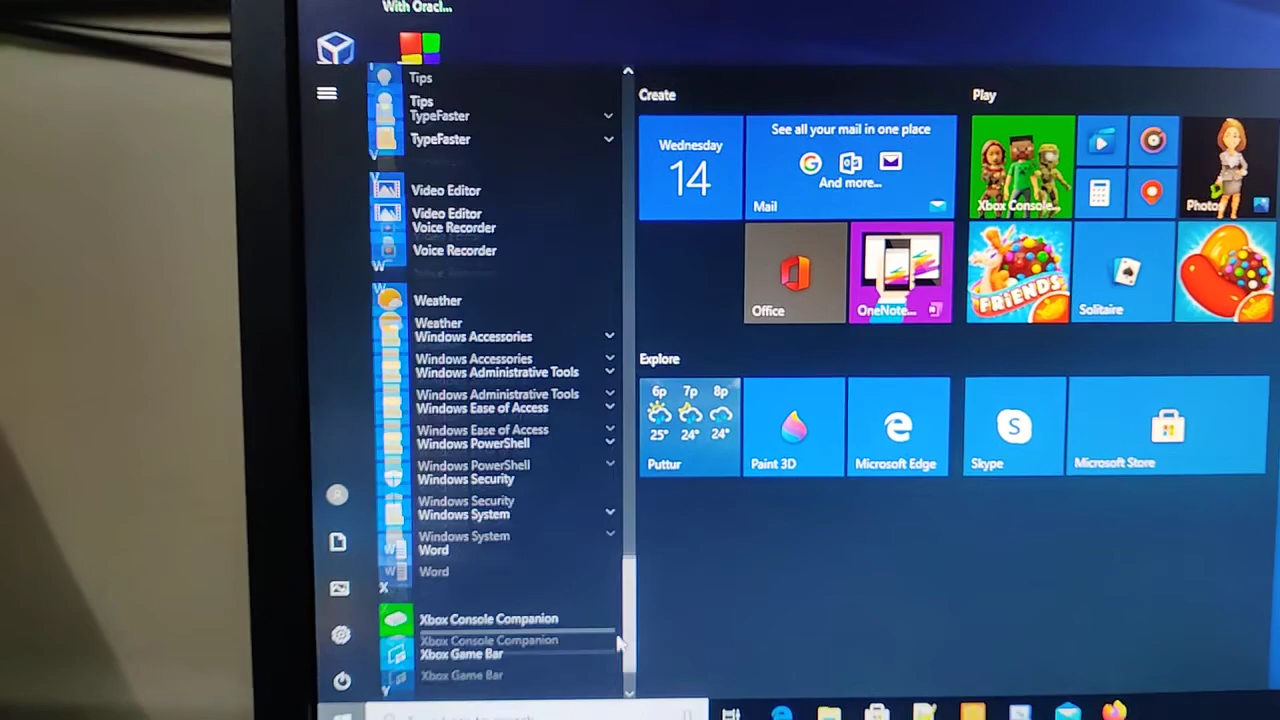 With Oracl...
Tips
Tips
TypeFaster
TypeFaster
V
Video Editor
Video Editor
Voice Recorder
Voice Recorder
W
W
Weather
Weather
Windows Accessories
Windows Accessories
Windows Administrative Tools
Windows Administrative Tools
Windows Ease of Access
Windows Ease of Access
Windows PowerShell
Windows PowerShell
Windows Security
Windows Security
Windows System
Windows System
Word
Word
X
Xbox Console Companion
Xbox Console Companion
Xbox Game Bar
Xbox Game Bar
Y
Create
Wednesday
14
See all your mail in one place
And more...
Mail
Office
OneNote...
Explore
6p 7p 8p
25° 24° 24°
Puttur
Paint 3D
Microsoft Edge
Play
Xbox Console...
Photos
FRIENDS
Solitaire
Skype
Microsoft Store